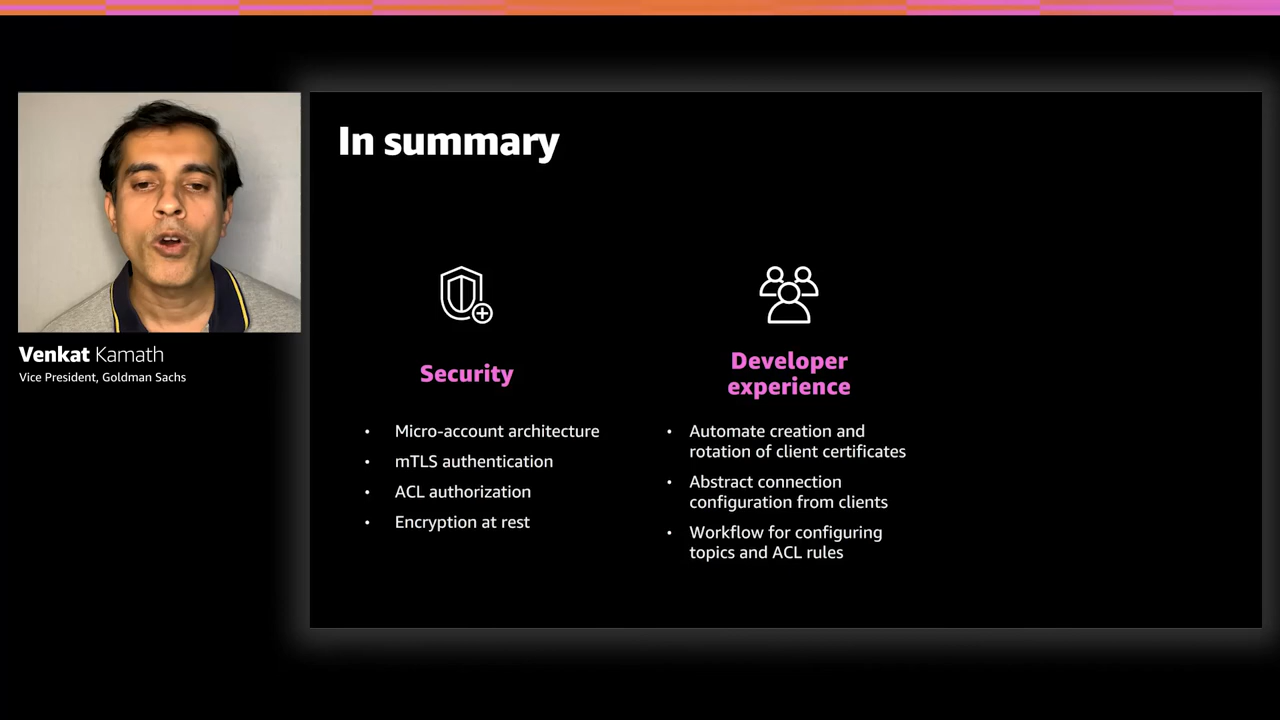 In summary
Venkat Kamath
Vice President, Goldman Sachs
Security
• Micro-account architecture
• mTLS authentication
• ACL authorization
• Encryption at rest
Developer
experience
• Automate creation and
rotation of client certificates
• Abstract connection
configuration from clients
• Workflow for configuring
topics and ACL rules